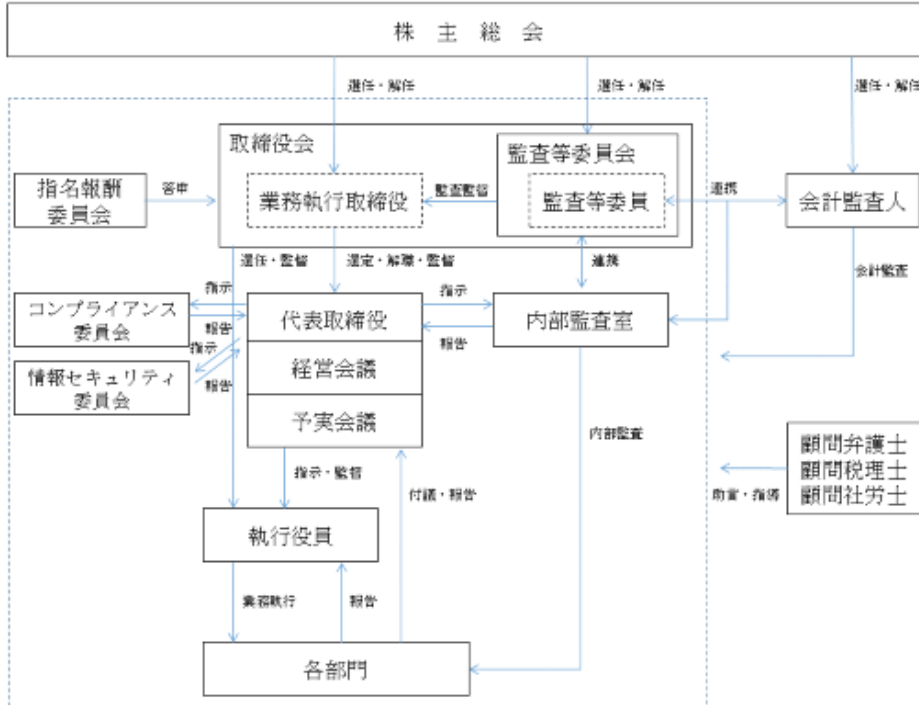 株主総会
選任・解任
選任・解任
選任・解任
取締役会
監査等委員会
指名報酬
委員会
答申
業務執行取締役
監査監督
監査等委員
連携
会計監査人
選任・監督
選定・解職・監督
連携
会計監査
指示
指示
コンプライアンス
委員会
代表取締役
内部監査室
報告
報告
指示
経営会議
情報セキュリティ
委員会
報告
予実会議
内部監査
顧問弁護士
顧問税理士
顧問社労士
指示・監督
付議・報告
助言・指導
執行役員
業務執行
報告
各部門